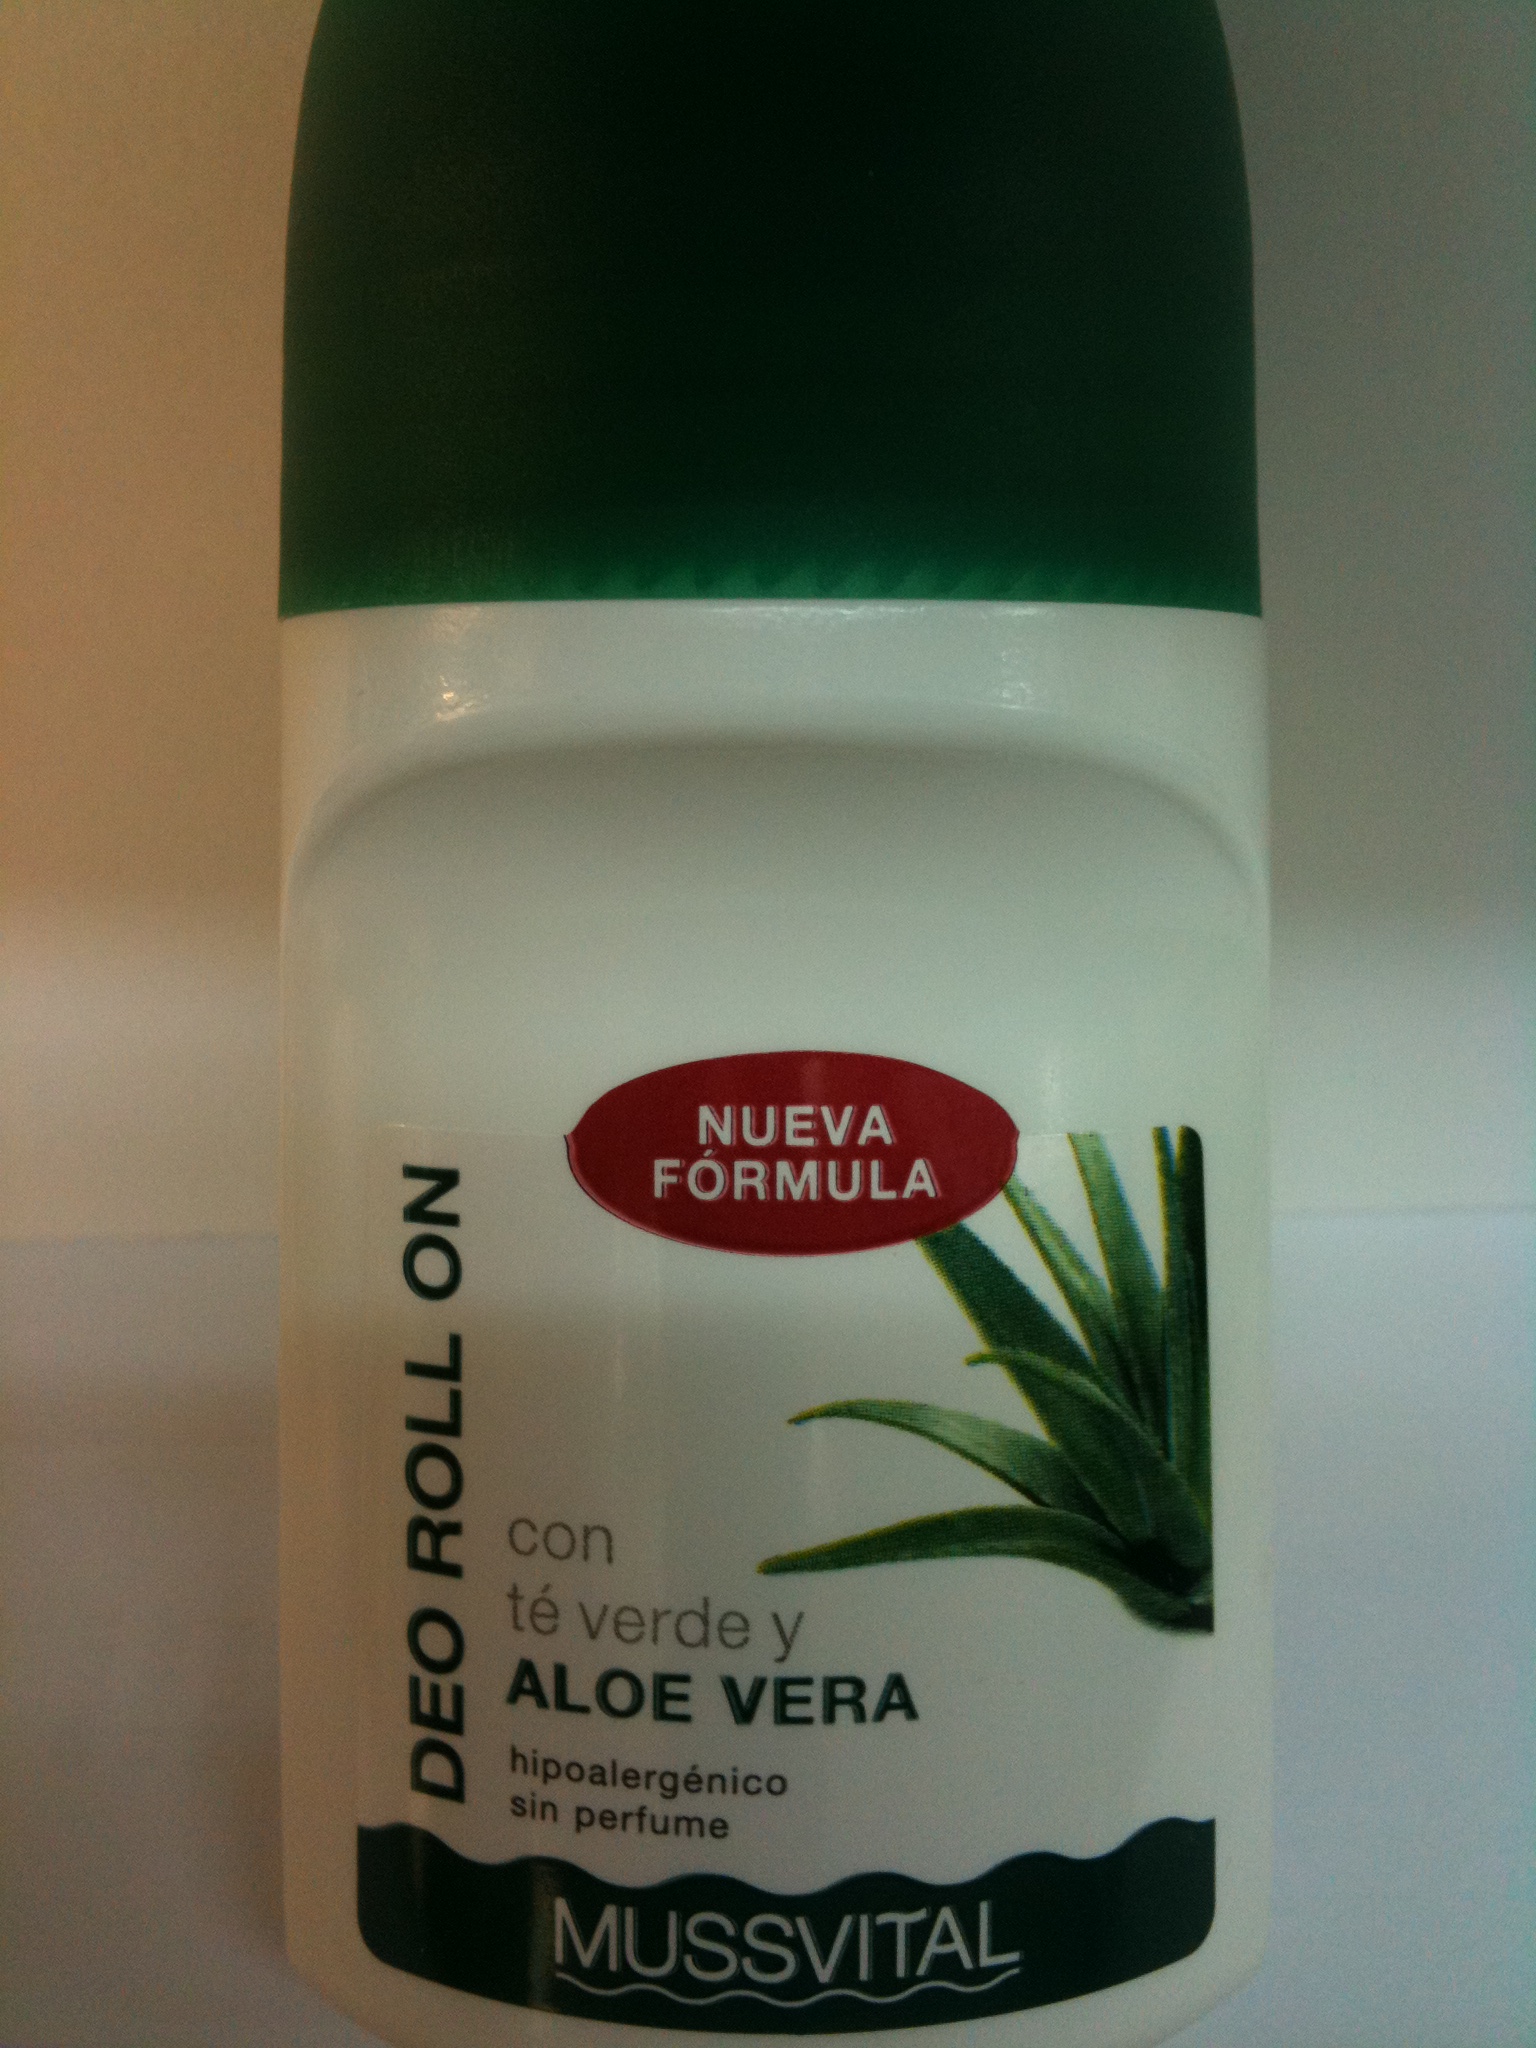 NUEVA
FÓRMULA
DEO ROLL ON
con
té verde y
ALOE VERA
hipoalergénico
sin perfume
MUSSVITAL